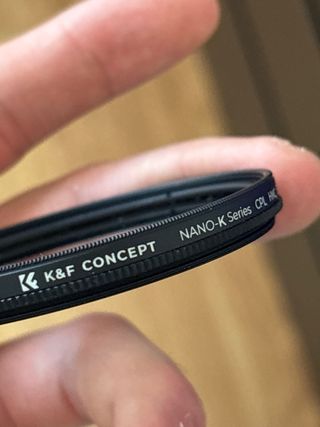 K&F CONCEPT NANO-K Series CPL